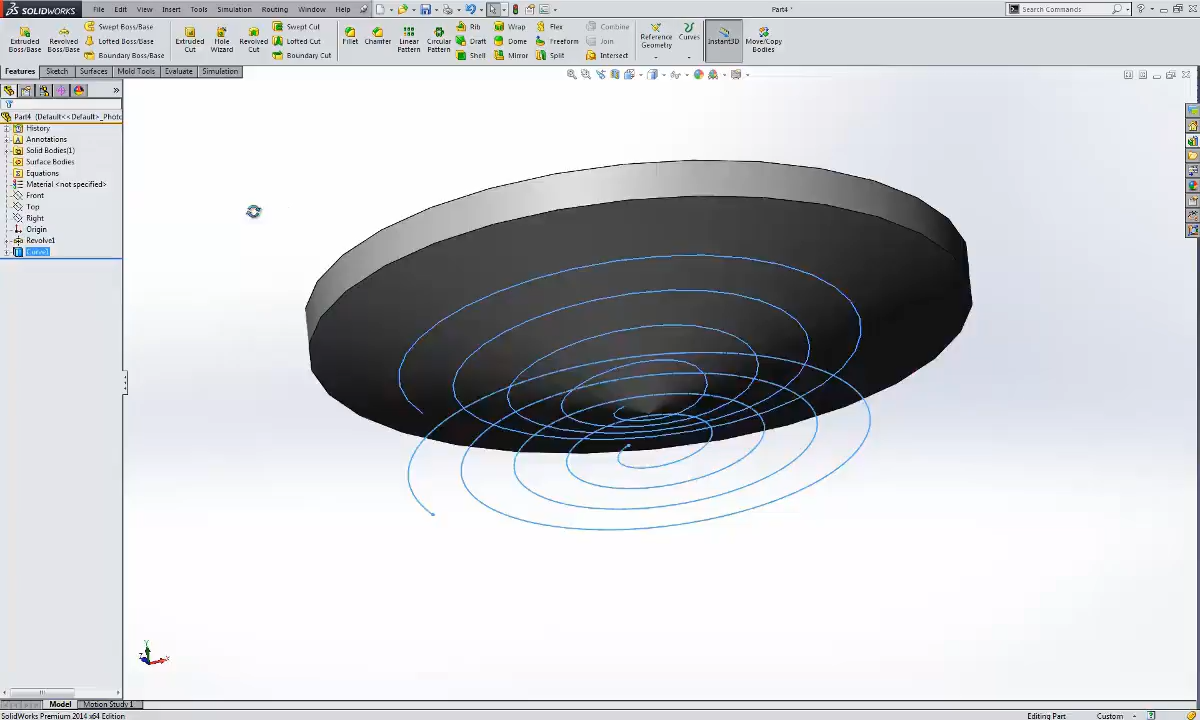 SOLIDWORKS File Edit View Insert Tools Simulation Routing Window Help Part4 * Search Commands
Extruded Boss/Base
Revolved Boss/Base
Swept Boss/Base
Lofted Boss/Base
Boundary Boss/Base
Extruded Cut
Hole Wizard
Revolved Cut
Swept Cut
Lofted Cut
Boundary Cut
Fillet
Chamfer
Linear Pattern
Circular Pattern
Rib
Draft
Shell
Wrap
Dome
Mirror
Flex
Freeform
Split
Combine
Join
Intersect
Reference Geometry
Curves
Instant3D
Move/Copy Bodies
Features Sketch Surfaces Mold Tools Evaluate Simulation
Part4 (Default<<Default>_Photo
History
Annotations
Solid Bodies(1)
Surface Bodies
Equations
Material <not specified>
Front
Top
Right
Origin
Revolve1
Curve1
Model Motion Study 1
SolidWorks Premium 2014 x64 Edition Editing Part Custom